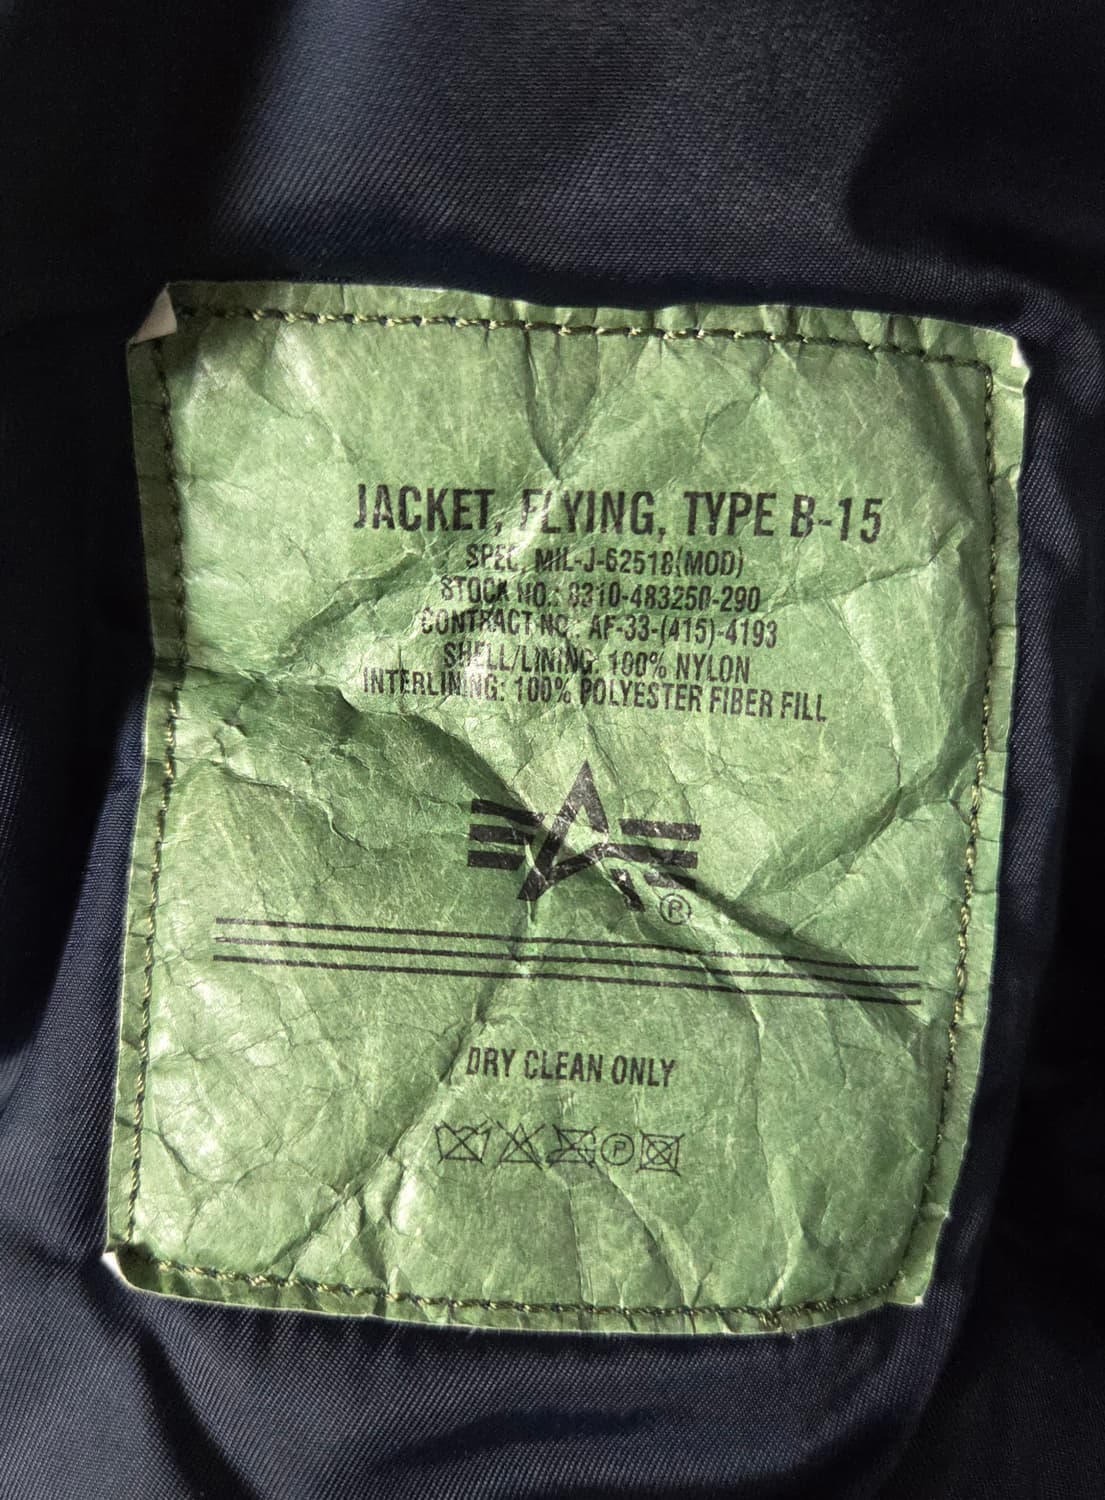 JACKET, FLYING, TYPE B-15
SPEC. MIL-J-62518(MOD)
STOCK NO.: 8310-483250-290
CONTRACT NO.: AF-33-(415)-4193
SHELL/LINING: 100% NYLON
INTERLINING: 100% POLYESTER FIBER FILL
A
®
DRY CLEAN ONLY
P